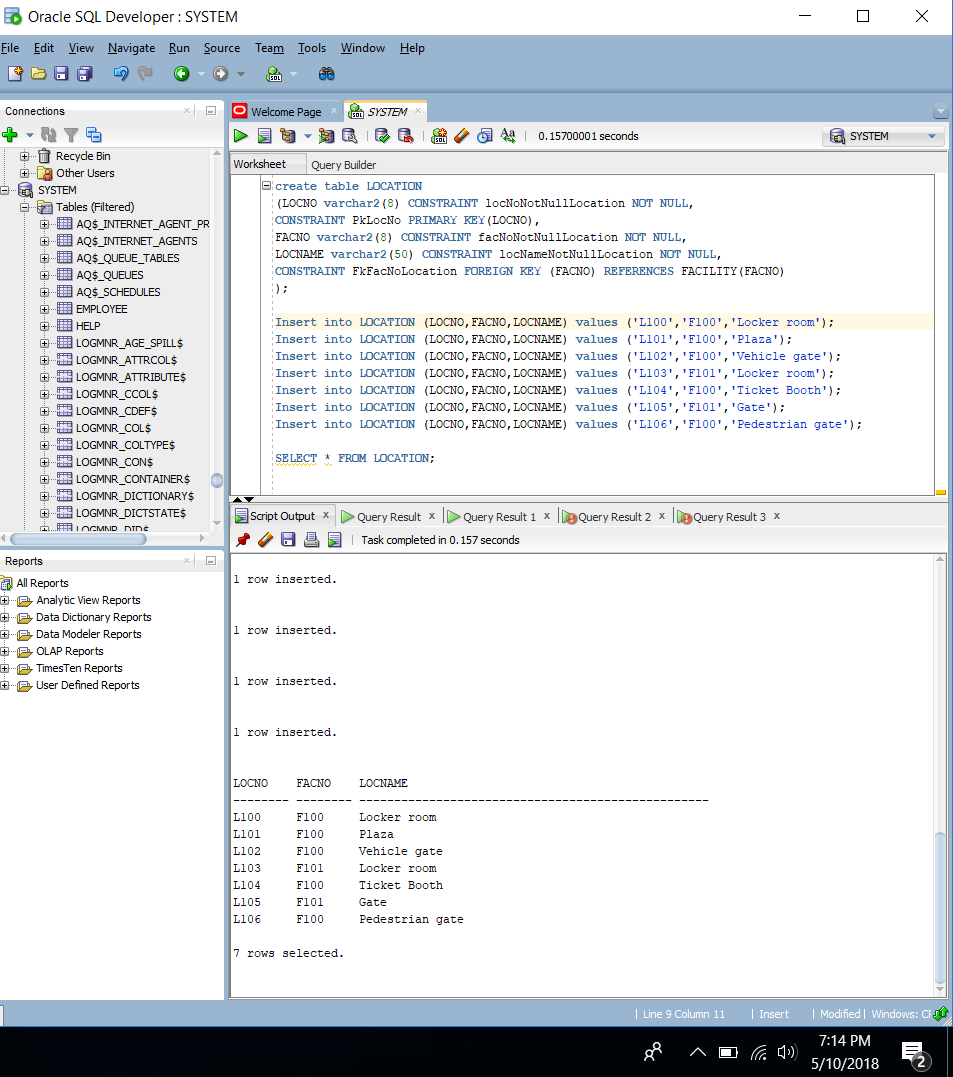 Oracle SQL Developer : SYSTEM
File Edit View Navigate Run Source Team Tools Window Help
Connections
Recycle Bin
Other Users
SYSTEM
Tables (Filtered)
AQ$_INTERNET_AGENT_PR
AQ$_INTERNET_AGENTS
AQ$_QUEUE_TABLES
AQ$_QUEUES
AQ$_SCHEDULES
EMPLOYEE
HELP
LOGMNR_AGE_SPILL$
LOGMNR_ATTRCOL$
LOGMNR_ATTRIBUTE$
LOGMNR_CCOL$
LOGMNR_CDEF$
LOGMNR_COL$
LOGMNR_COLTYPE$
LOGMNR_CON$
LOGMNR_CONTAINER$
LOGMNR_DICTIONARY$
LOGMNR_DICTSTATE$
LOGMNR_DID$
Reports
All Reports
Analytic View Reports
Data Dictionary Reports
Data Modeler Reports
OLAP Reports
TimesTen Reports
User Defined Reports
Welcome Page SYSTEM
0.15700001 seconds SYSTEM
Worksheet Query Builder
create table LOCATION
(LOCNO varchar2(8) CONSTRAINT locNoNotNullLocation NOT NULL,
CONSTRAINT PkLocNo PRIMARY KEY(LOCNO),
FACNO varchar2(8) CONSTRAINT facNoNotNullLocation NOT NULL,
LOCNAME varchar2(50) CONSTRAINT locNameNotNullLocation NOT NULL,
CONSTRAINT FkFacNoLocation FOREIGN KEY (FACNO) REFERENCES FACILITY(FACNO)
);
Insert into LOCATION (LOCNO,FACNO,LOCNAME) values ('L100','F100','Locker room');
Insert into LOCATION (LOCNO,FACNO,LOCNAME) values ('L101','F100','Plaza');
Insert into LOCATION (LOCNO,FACNO,LOCNAME) values ('L102','F100','Vehicle gate');
Insert into LOCATION (LOCNO,FACNO,LOCNAME) values ('L103','F101','Locker room');
Insert into LOCATION (LOCNO,FACNO,LOCNAME) values ('L104','F100','Ticket Booth');
Insert into LOCATION (LOCNO,FACNO,LOCNAME) values ('L105','F101','Gate');
Insert into LOCATION (LOCNO,FACNO,LOCNAME) values ('L106','F100','Pedestrian gate');
SELECT * FROM LOCATION;
Script Output Query Result Query Result 1 Query Result 2 Query Result 3
Task completed in 0.157 seconds
1 row inserted.
1 row inserted.
1 row inserted.
1 row inserted.
LOCNO FACNO LOCNAME
-------- -------- --------------------------------------------------
L100 F100 Locker room
L101 F100 Plaza
L102 F100 Vehicle gate
L103 F101 Locker room
L104 F100 Ticket Booth
L105 F101 Gate
L106 F100 Pedestrian gate
7 rows selected.
Line 9 Column 11 Insert Modified Windows:
7:14 PM
5/10/2018
2